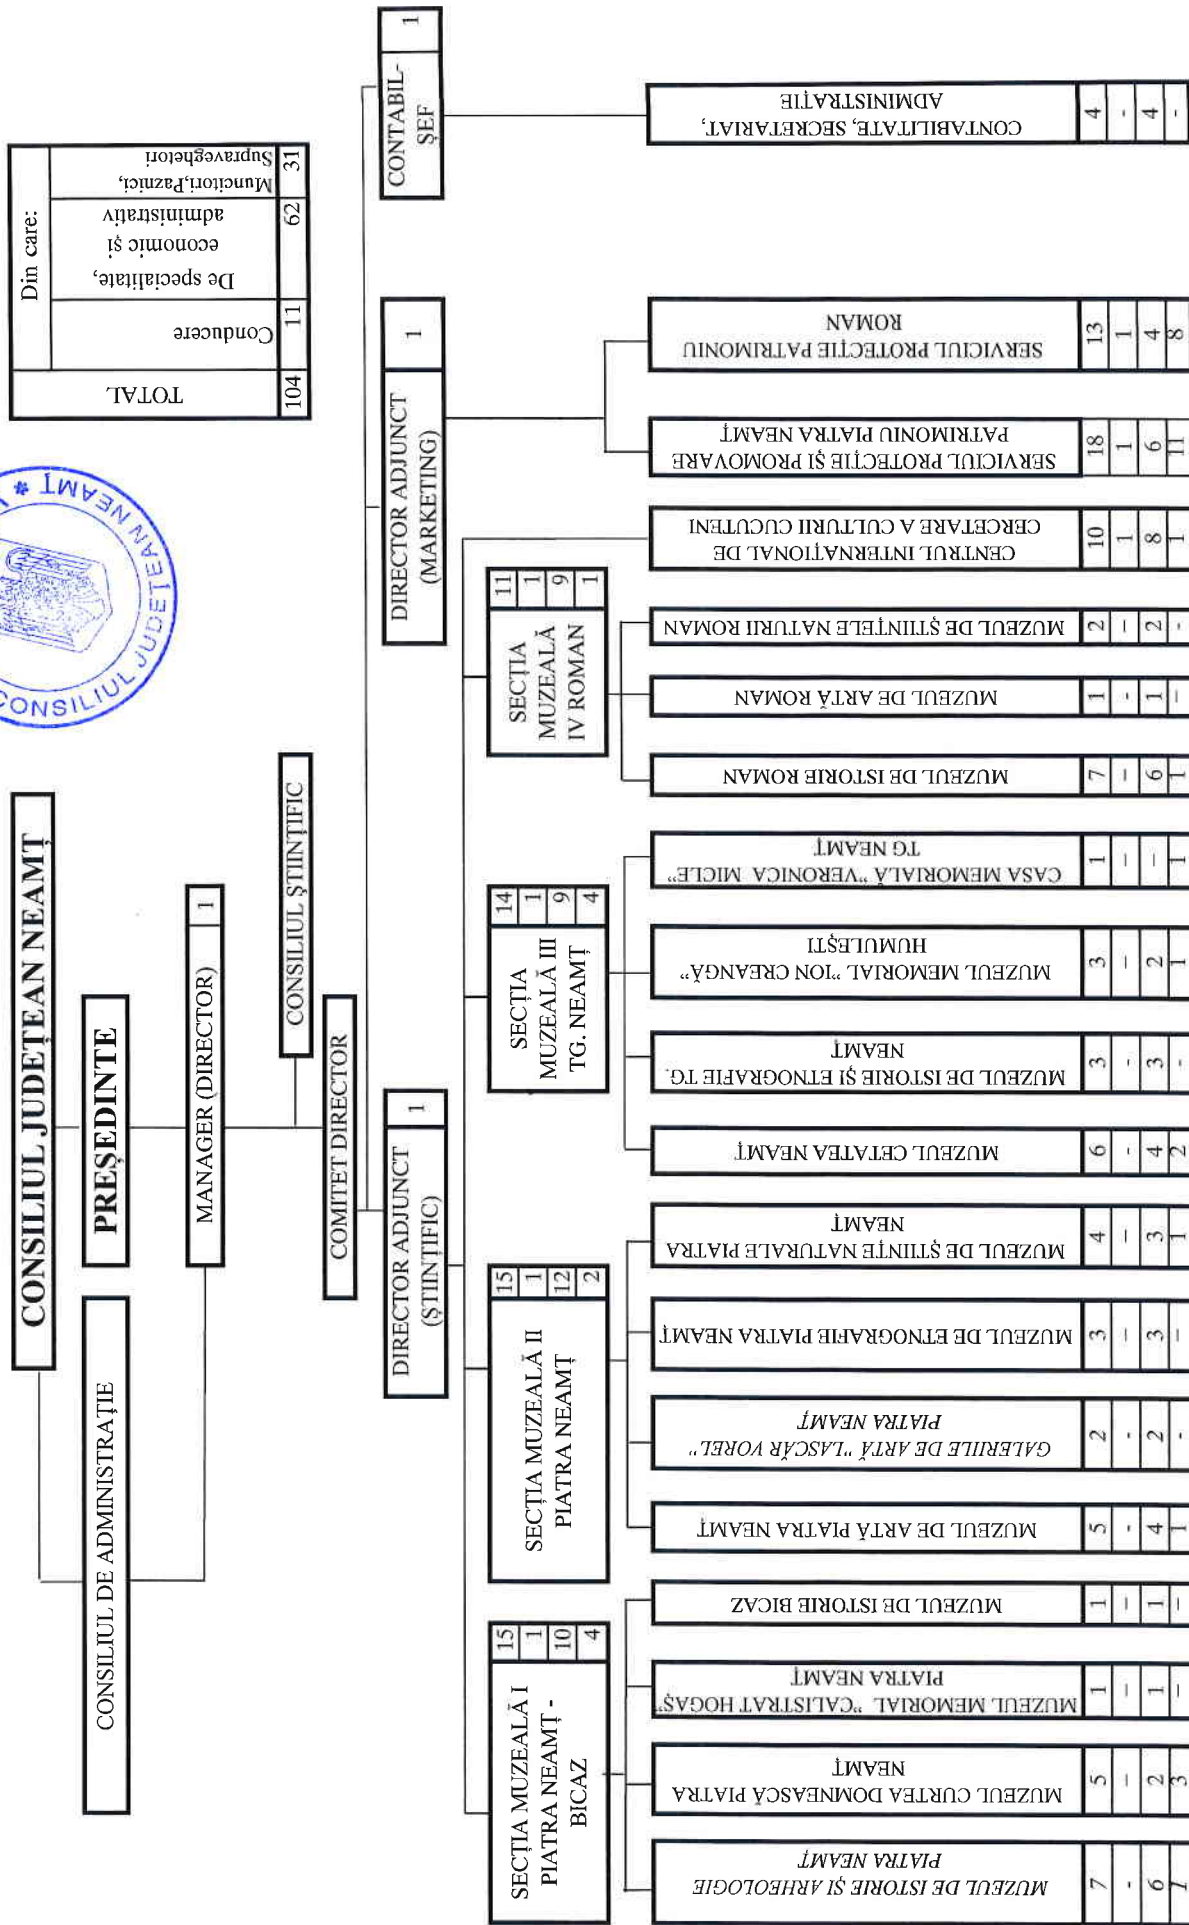 CONSILIUL JUDEȚEAN NEAMȚ
CONSILIUL JUDEȚEAN NEAMȚ *
TOTAL
Din care:
Conducere
De specialitate,
economic și
administrativ
Muncitori,Paznici,
Supraveghetori
104
11
62
31
CONSILIUL DE ADMINISTRAȚIE
PREȘEDINTE
MANAGER (DIRECTOR)
1
CONSILIUL ȘTIINȚIFIC
COMITET DIRECTOR
DIRECTOR ADJUNCT
(ȘTIINȚIFIC)
1
DIRECTOR ADJUNCT
(MARKETING)
1
CONTABIL-
ȘEF
1
SECȚIA MUZEALĂ I
PIATRA NEAMȚ -
BICAZ
15
1
10
4
SECȚIA MUZEALĂ II
PIATRA NEAMȚ
15
1
12
2
SECȚIA
MUZEALĂ III
TG. NEAMȚ
14
1
9
4
SECȚIA
MUZEALĂ
IV ROMAN
11
1
9
1
MUZEUL DE ISTORIE ȘI ARHEOLOGIE
PIATRA NEAMȚ
7
-
6
1
MUZEUL CURTEA DOMNEASCĂ PIATRA
NEAMȚ
5
–
2
3
MUZEUL MEMORIAL "CALISTRAT HOGAȘ"
PIATRA NEAMȚ
1
–
1
–
MUZEUL DE ISTORIE BICAZ
1
–
1
–
MUZEUL DE ARTĂ PIATRA NEAMȚ
5
-
4
1
GALERIILE DE ARTĂ "LASCĂR VOREL"
PIATRA NEAMȚ
2
-
2
-
MUZEUL DE ETNOGRAFIE PIATRA NEAMȚ
3
–
3
–
MUZEUL DE ȘTIINȚE NATURALE PIATRA
NEAMȚ
4
–
3
1
MUZEUL CETATEA NEAMȚ
6
-
4
2
MUZEUL DE ISTORIE ȘI ETNOGRAFIE TG.
NEAMȚ
3
-
3
-
MUZEUL MEMORIAL "ION CREANGĂ"
HUMULEȘTI
3
–
2
1
CASA MEMORIALĂ "VERONICA MICLE"
TG NEAMȚ
1
–
–
1
MUZEUL DE ISTORIE ROMAN
7
–
6
1
MUZEUL DE ARTĂ ROMAN
1
-
1
–
MUZEUL DE ȘTIINȚELE NATURII ROMAN
2
–
2
-
CENTRUL INTERNAȚIONAL DE
CERCETARE A CULTURII CUCUTENI
10
1
8
1
SERVICIUL PROTECȚIE ȘI PROMOVARE
PATRIMONIU PIATRA NEAMȚ
18
1
6
11
SERVICIUL PROTECȚIE PATRIMONIU
ROMAN
13
1
4
8
CONTABILITATE, SECRETARIAT,
ADMINISTRAȚIE
4
-
4
-